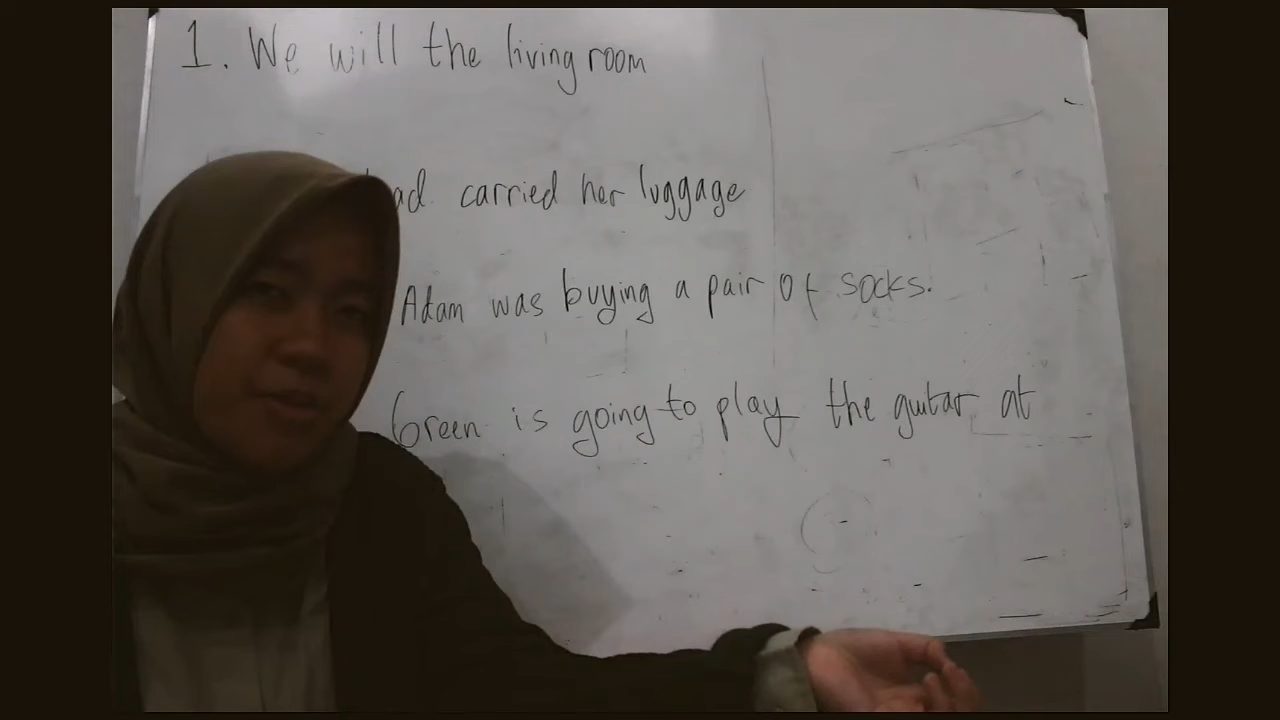 1. We will the living room
carried her luggage
Adam was buying a pair of socks.
Green is going to play the guitar at